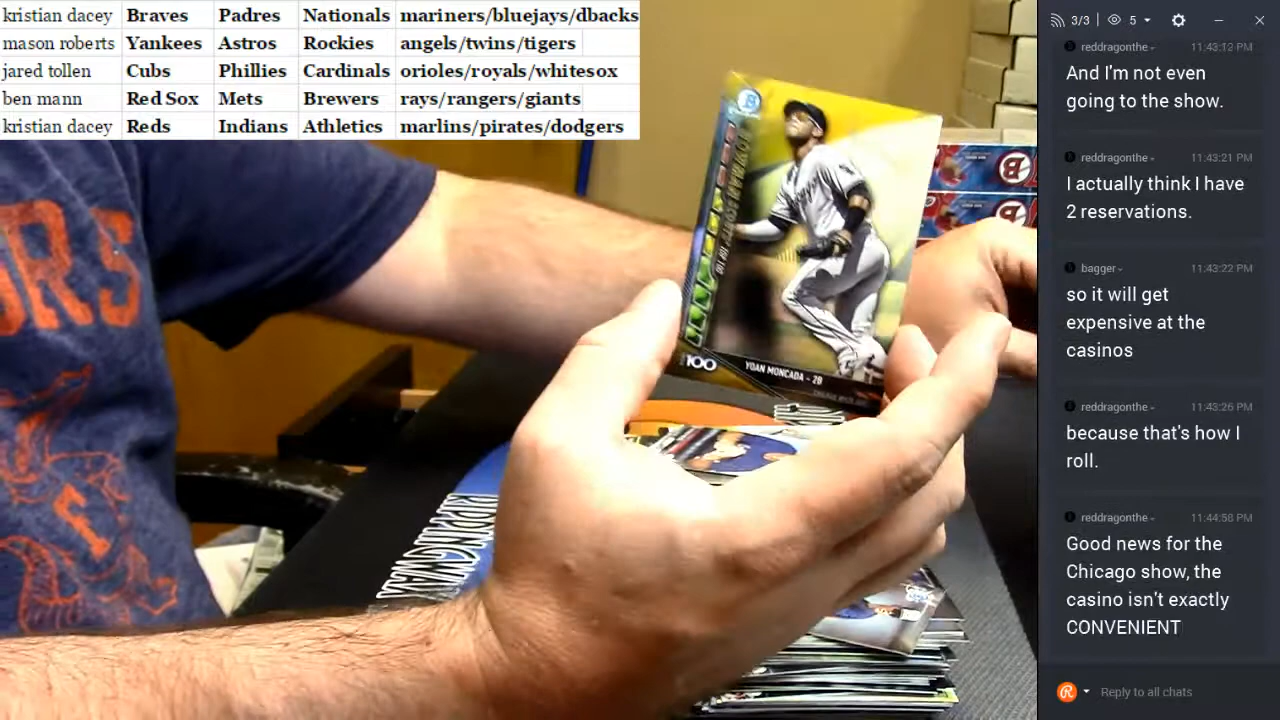 kristian dacey Braves Padres Nationals mariners/bluejays/dbacks
mason roberts Yankees Astros Rockies angels/twins/tigers
jared tollen Cubs Phillies Cardinals orioles/royals/whitesox
ben mann Red Sox Mets Brewers rays/rangers/giants
kristian dacey Reds Indians Athletics marlins/pirates/dodgers
BOWMAN SCOUTS' TOP 100
100
YOAN MONCADA - 2B
RIPPINGWAX
3/3 5
reddragonthe 11:43:12 PM
And I'm not even
going to the show.
reddragonthe 11:43:21 PM
I actually think I have
2 reservations.
bagger 11:43:22 PM
so it will get
expensive at the
casinos
reddragonthe 11:43:26 PM
because that's how I
roll.
reddragonthe 11:44:58 PM
Good news for the
Chicago show, the
casino isn't exactly
CONVENIENT
Reply to all chats